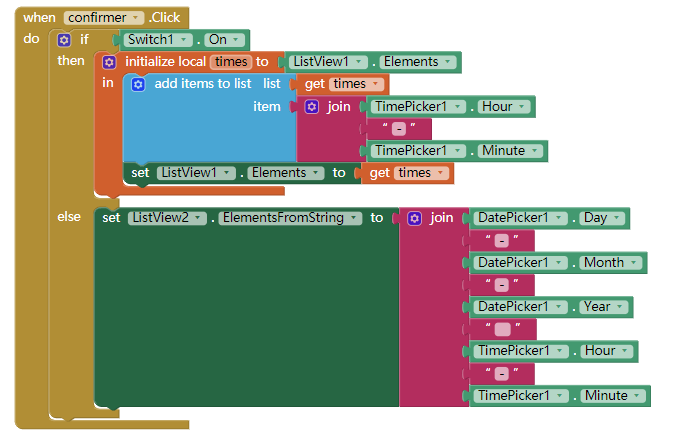 when confirmer .Click
do if Switch1 . On
then initialize local times to ListView1 . Elements
in add items to list list get times
item join TimePicker1 . Hour
“ - ”
TimePicker1 . Minute
set ListView1 . Elements to get times
else set ListView2 . ElementsFromString to join DatePicker1 . Day
“ - ”
DatePicker1 . Month
“ - ”
DatePicker1 . Year
“ ”
TimePicker1 . Hour
“ - ”
TimePicker1 . Minute